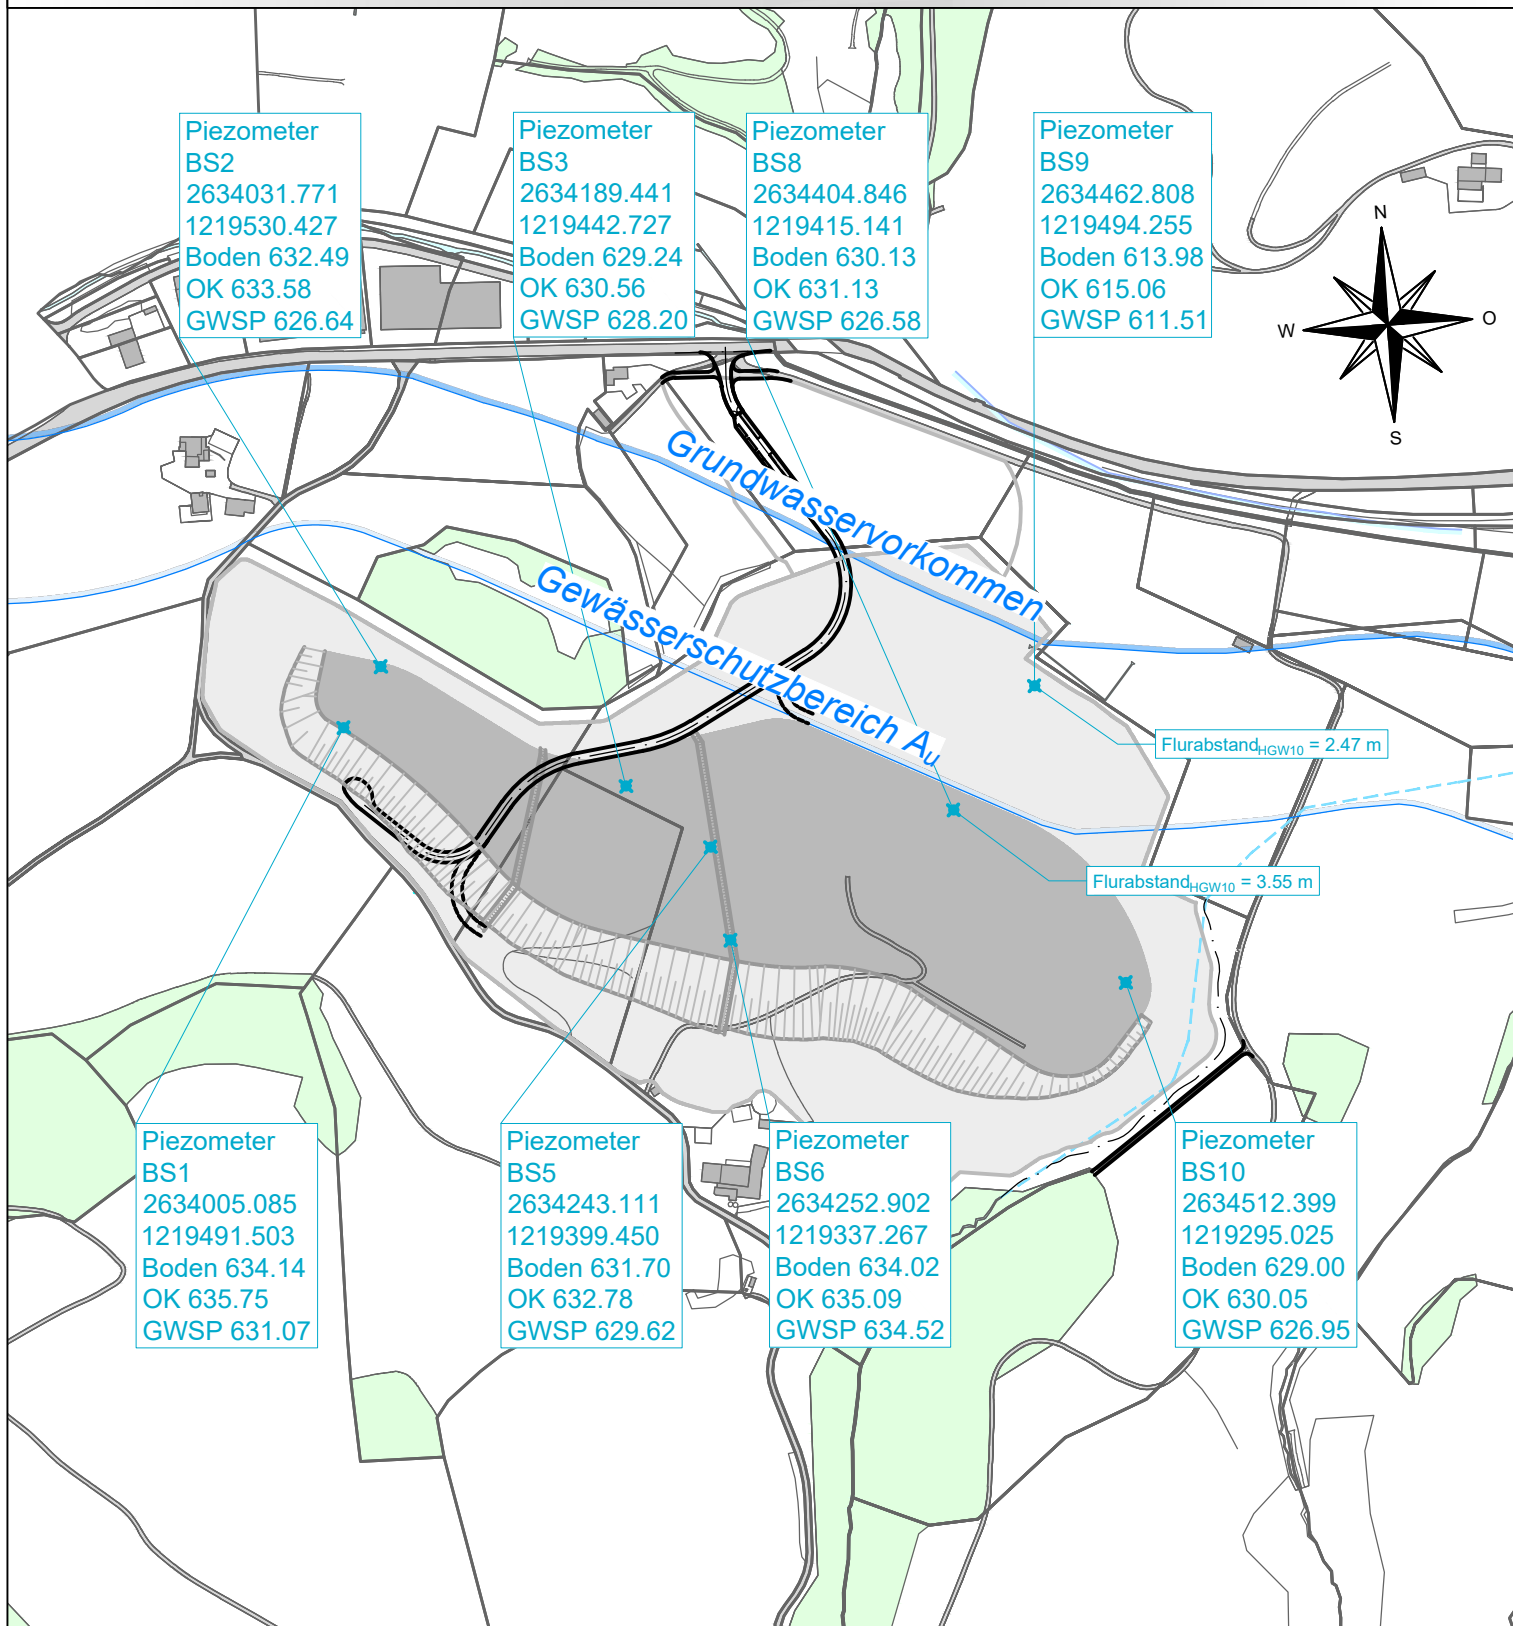 Piezometer
BS2
2634031.771
1219530.427
Boden 632.49
OK 633.58
GWSP 626.64
Piezometer
BS3
2634189.441
1219442.727
Boden 629.24
OK 630.56
GWSP 628.20
Piezometer
BS8
2634404.846
1219415.141
Boden 630.13
OK 631.13
GWSP 626.58
Piezometer
BS9
2634462.808
1219494.255
Boden 613.98
OK 615.06
GWSP 611.51
N
W
O
S
Grundwasservorkommen
Gewässerschutzbereich Au
Flurabstand HGW10 = 2.47 m
Flurabstand HGW10 = 3.55 m
Piezometer
BS1
2634005.085
1219491.503
Boden 634.14
OK 635.75
GWSP 631.07
Piezometer
BS5
2634243.111
1219399.450
Boden 631.70
OK 632.78
GWSP 629.62
Piezometer
BS6
2634252.902
1219337.267
Boden 634.02
OK 635.09
GWSP 634.52
Piezometer
BS10
2634512.399
1219295.025
Boden 629.00
OK 630.05
GWSP 626.95